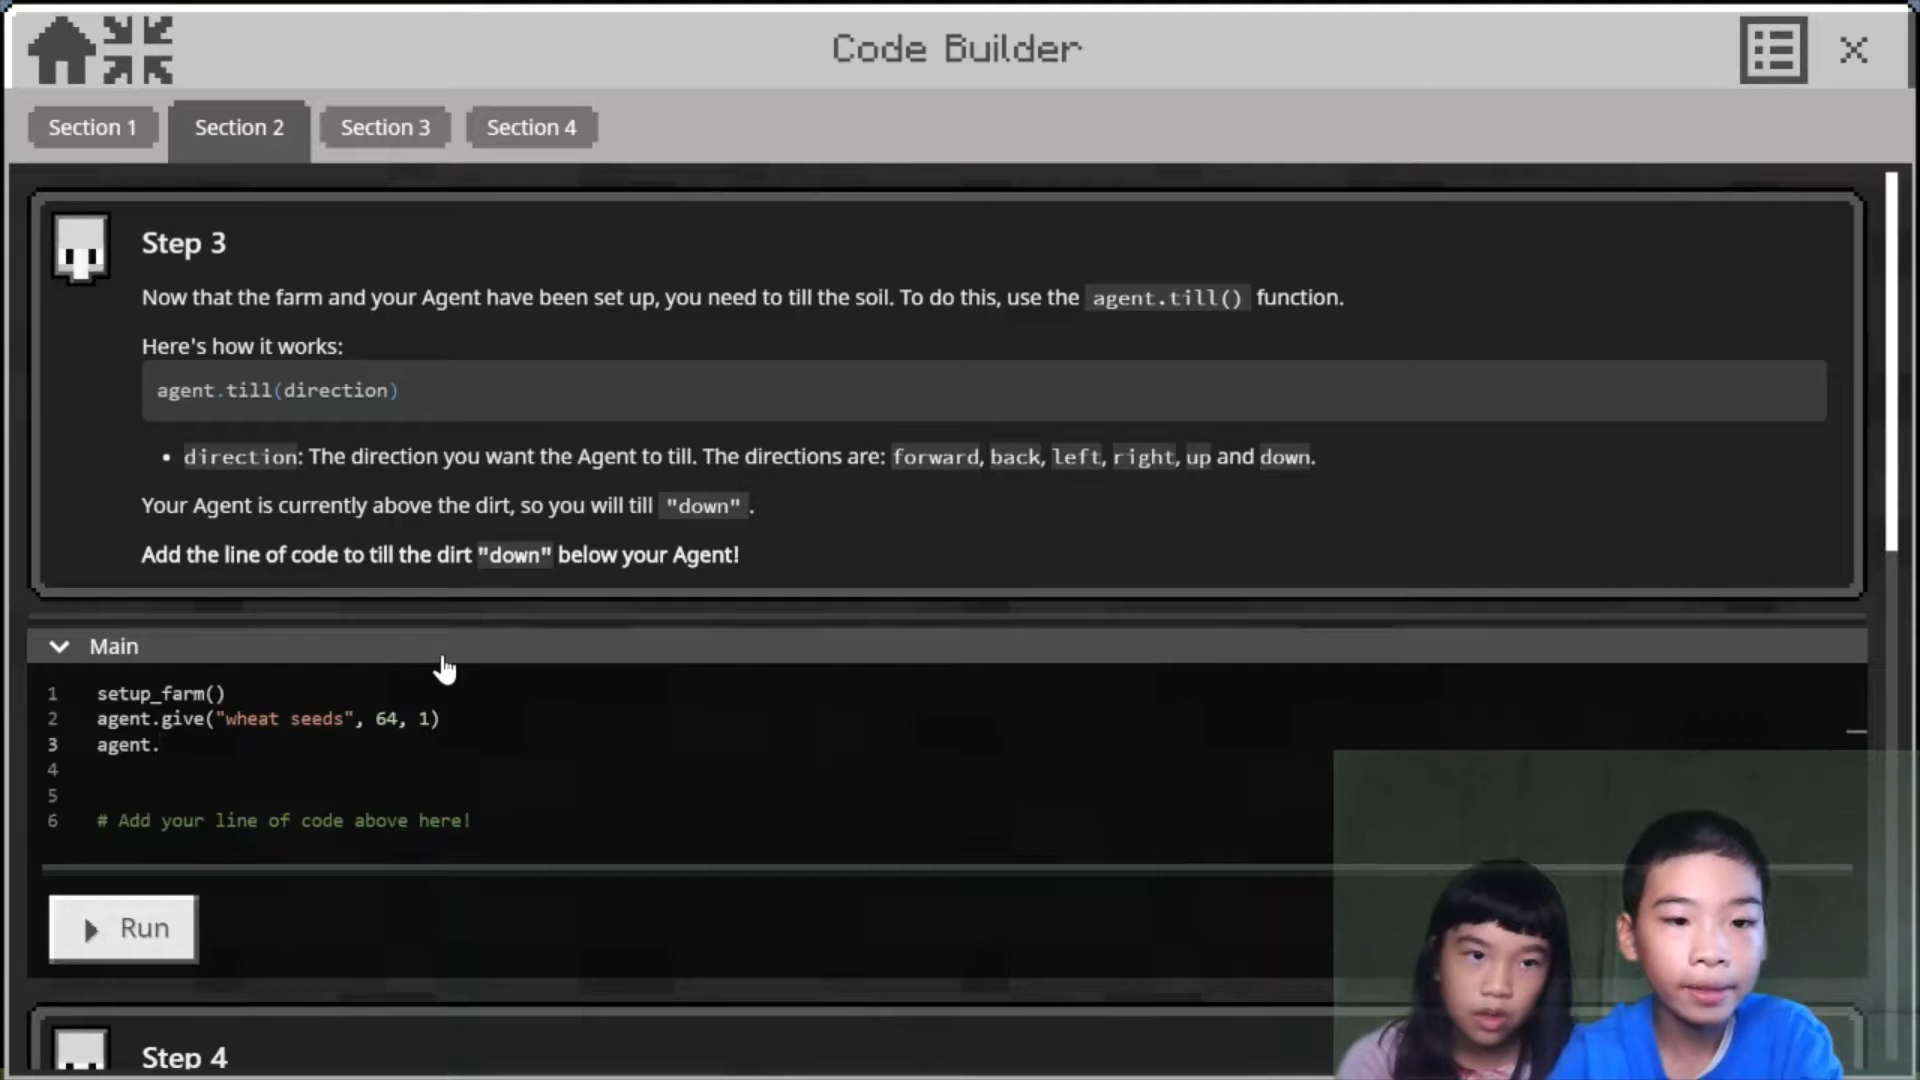 Code Builder
Section 1
Section 2
Section 3
Section 4
Step 3
Now that the farm and your Agent have been set up, you need to till the soil. To do this, use the agent.till() function.
Here's how it works:
agent.till(direction)
• direction: The direction you want the Agent to till. The directions are: forward, back, left, right, up and down.
Your Agent is currently above the dirt, so you will till "down".
Add the line of code to till the dirt "down" below your Agent!
Main
1 setup_farm()
2 agent.give("wheat seeds", 64, 1)
3 agent.
4
5
6 # Add your line of code above here!
Run
Step 4